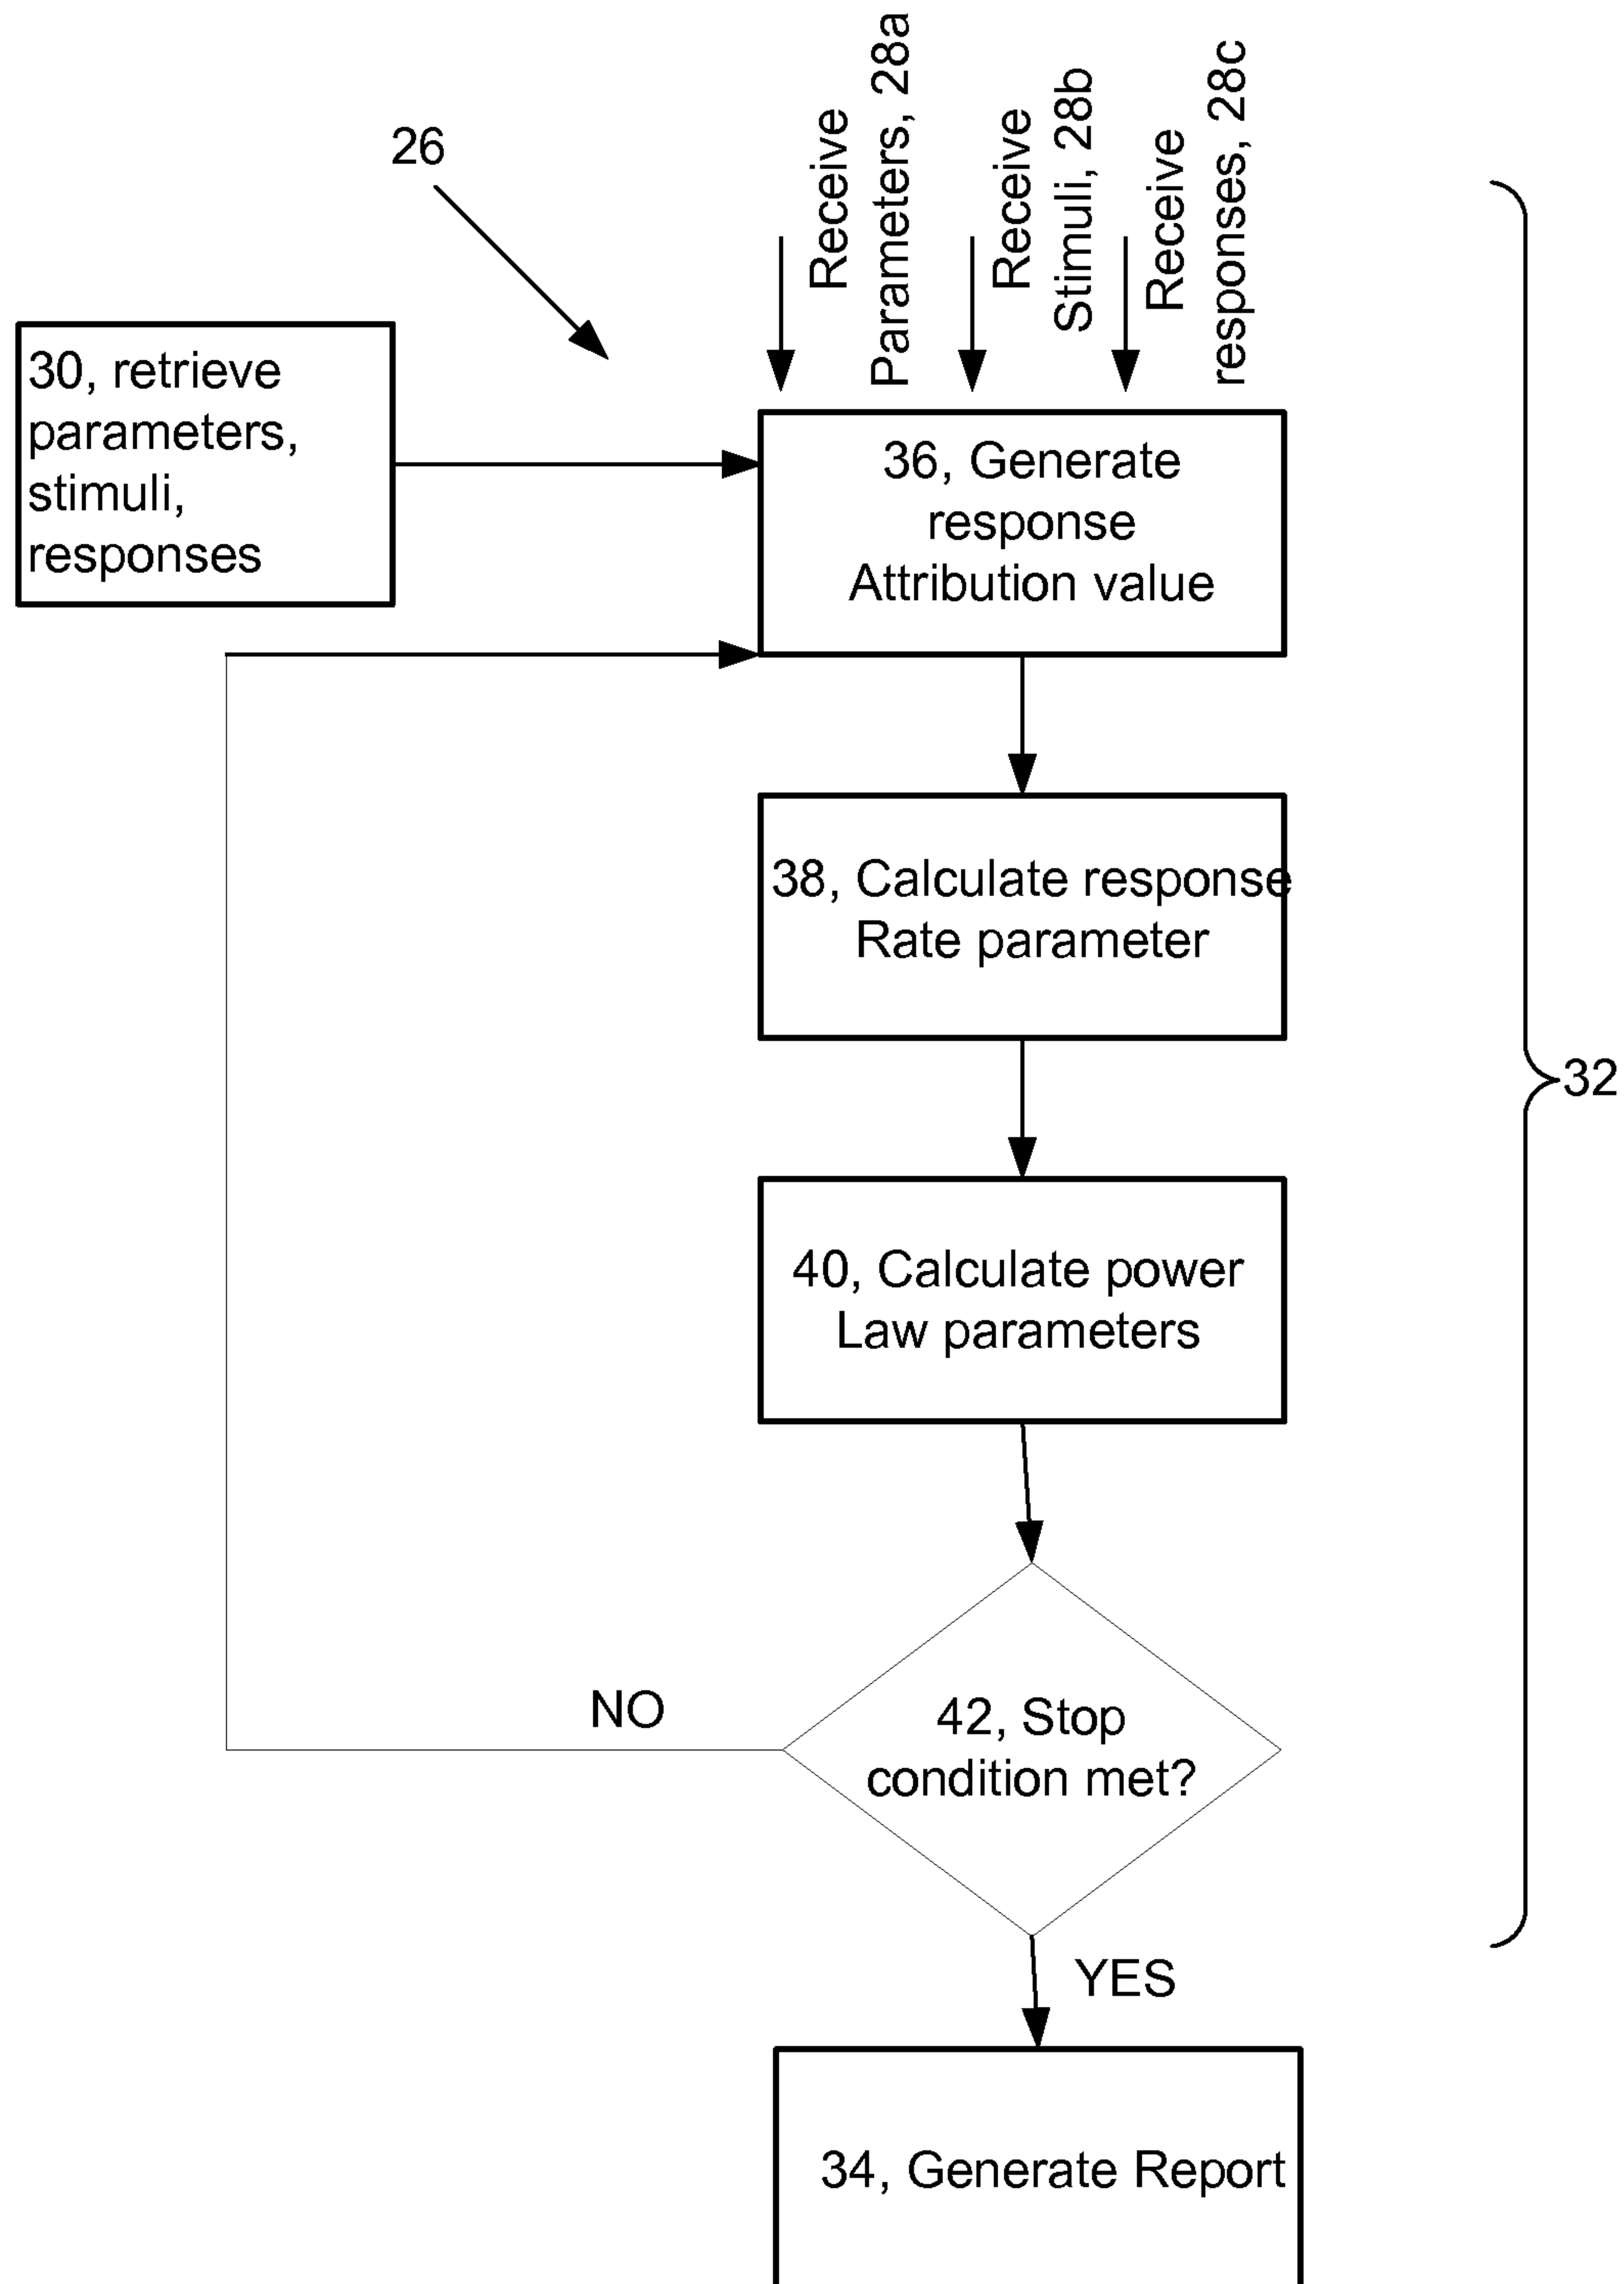 26
Receive
Parameters, 28a
Receive
Stimuli, 28b
Receive
responses, 28c
30, retrieve
parameters,
stimuli,
responses
36, Generate
response
Attribution value
38, Calculate response
Rate parameter
32
40, Calculate power
Law parameters
NO
42, Stop
condition met?
YES
34, Generate Report